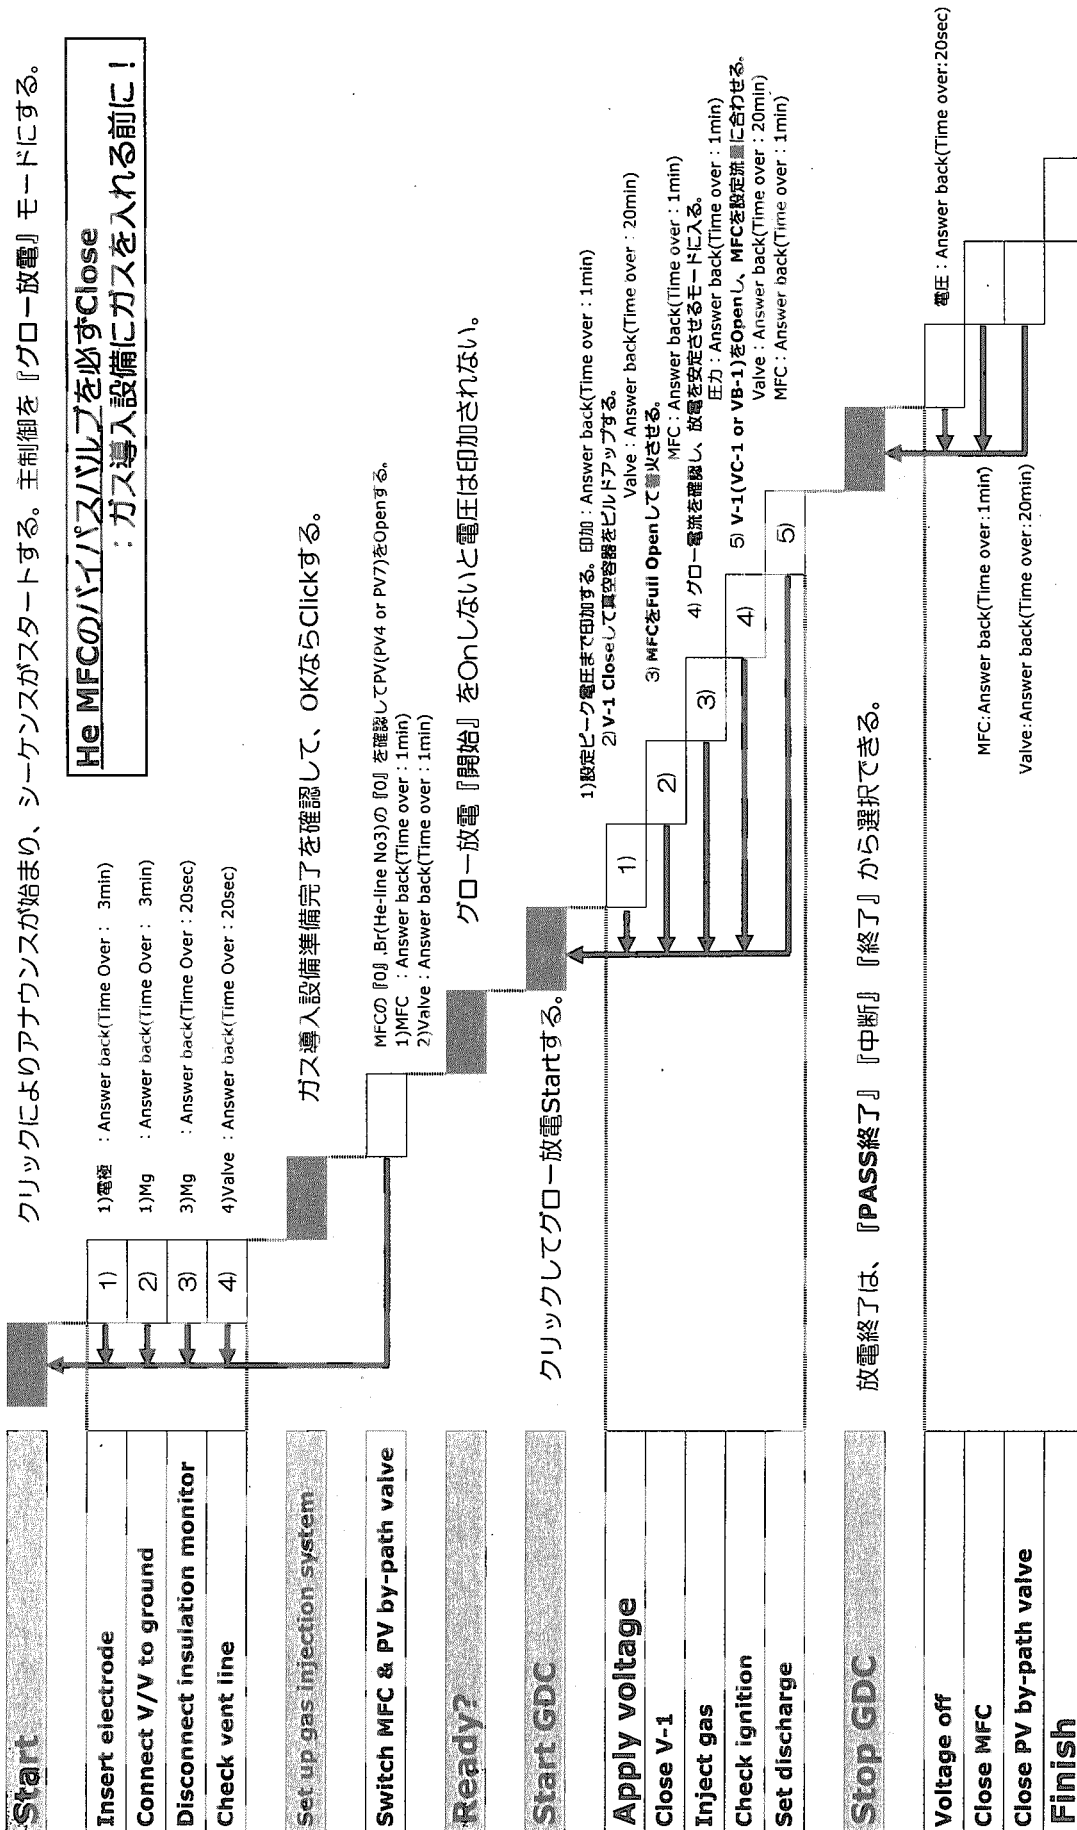 Start
クリックによりアナウンスが始まり、シーケンスがスタートする。主制御を『グロー放電』モードにする。
He MFCのバイパスバルブを必ずClose
：ガス導入設備にガスを入れる前に！
Insert electrode
1)
1)電極 ：Answer back(Time Over： 3min)
Connect V/V to ground
2)
1)Mg ：Answer back(Time Over： 3min)
Disconnect insulation monitor
3)
3)Mg ：Answer back(Time Over：20sec)
Check vent line
4)
4)Valve：Answer back(Time Over：20sec)
Set up gas injection system
ガス導入設備準備完了を確認して、OKならClickする。
Switch MFC & PV by-path valve
MFCの『0』,Br(He-line No3)の『0』を確認してPV(PV4 or PV7)をOpenする。
1)MFC ：Answer back(Time over：1min)
2)Valve：Answer back(Time over：1min)
Ready?
グロー放電『開始』をOnしないと電圧は印加されない。
Start GDC
クリックしてグロー放電Startする。
Apply voltage
1)
1)設定ピーク電圧まで印加する。印加：Answer back(Time over：1min)
Close V-1
2)
2) V-1 Closeして真空容器をビルドアップする。
Valve：Answer back(Time over：20min)
Inject gas
3)
3) MFCをFull Openして着火させる。
MFC：Answer back(Time over：1min)
Check ignition
4)
4) グロー電流を確認し、放電を安定させるモードに入る。
圧力：Answer back(Time over：1min)
Set discharge
5)
5) V-1(VC-1 or VB-1)をOpenし、MFCを設定流量に合わせる。
Valve：Answer back(Time over：20min)
MFC：Answer back(Time over：1min)
Stop GDC
放電終了は、『PASS終了』『中断』『終了』から選択できる。
Voltage off
電圧：Answer back(Time over:20sec)
Close MFC
MFC:Answer back(Time over:1min)
Close PV by-path valve
Valve:Answer back(Time over:20min)
Finish